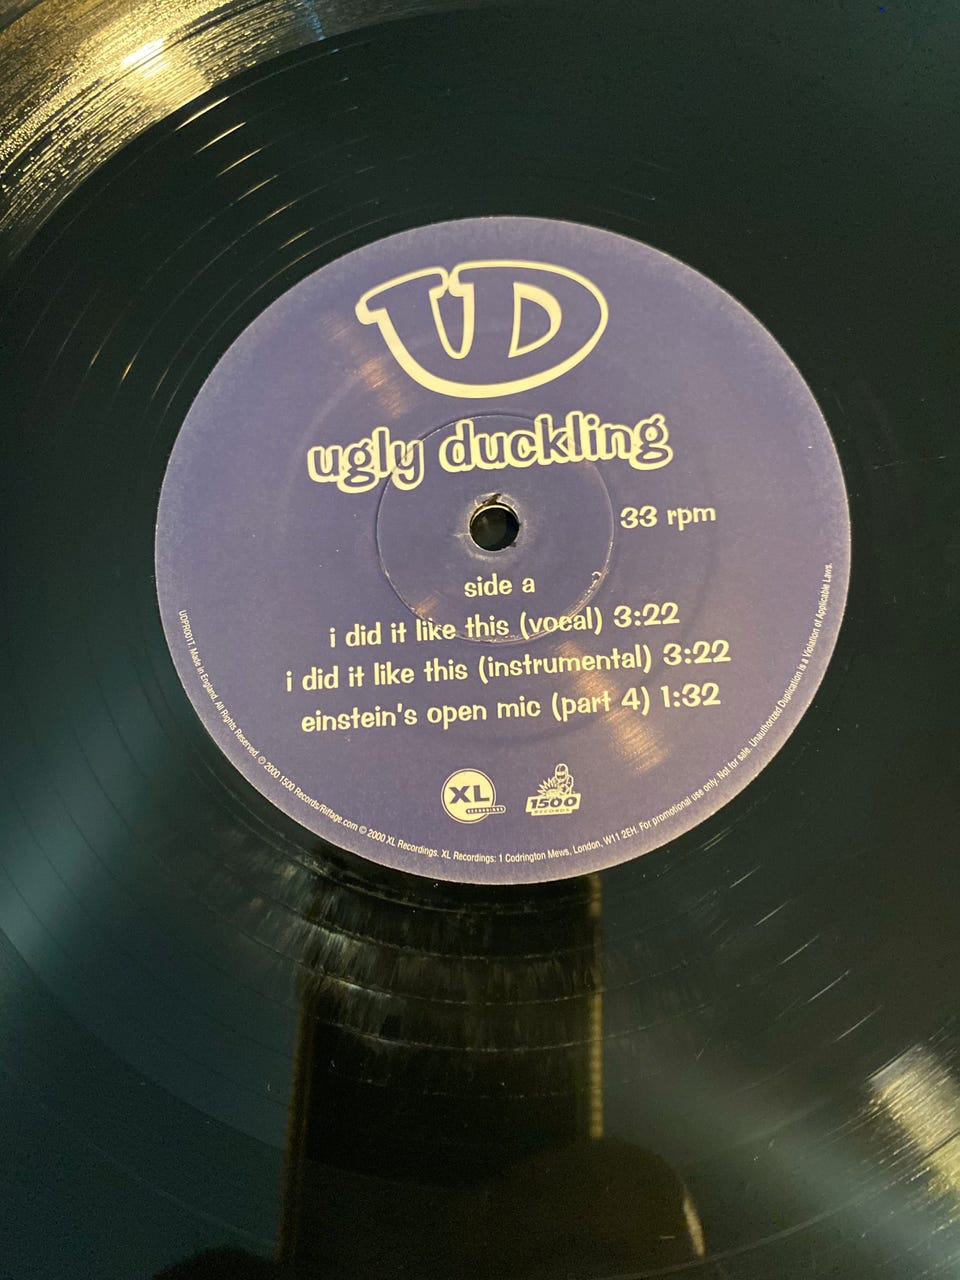 UD
ugly duckling
33 rpm
side a
i did it like this (vocal) 3:22
i did it like this (instrumental) 3:22
einstein's open mic (part 4) 1:32
XL
RECORDINGS
1500
RECORDS
UDPR001T. Made in England. All Rights Reserved. © 2000 1500 Records/Riffage.com © 2000 XL Recordings. XL Recordings: 1 Codrington Mews, London, W11 2EH. For promotional use only. Not for sale. Unauthorized Duplication is a Violation of Applicable Laws.